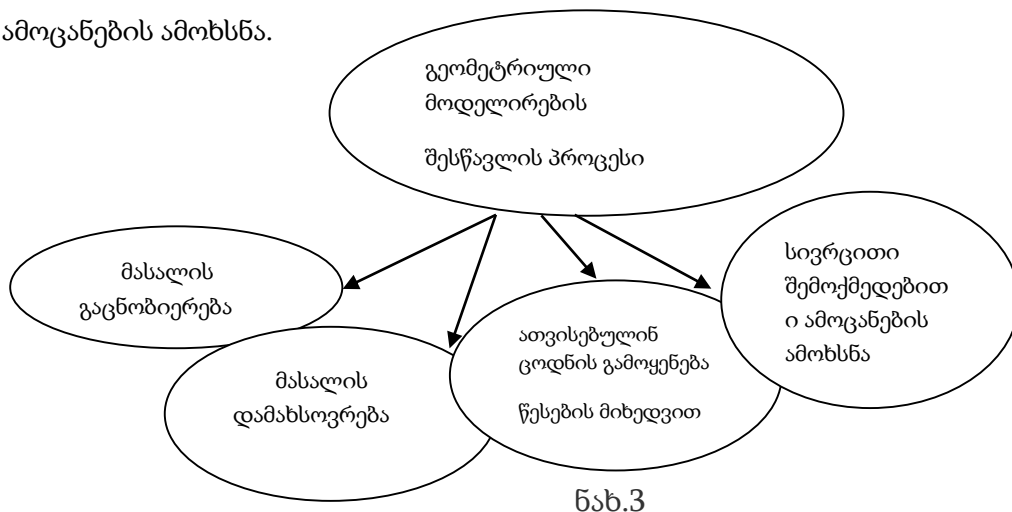 ამოცანების ამოხსნა.
გეომეტრიული
მოდელირების
შესწავლის პროცესი
მასალის
გაცნობიერება
მასალის
დამახსოვრება
ათვისებულინ
ცოდნის გამოყენება
წესების მიხედვით
სივრცითი
შემოქმედებით
ი ამოცანების
ამოხსნა
ნახ.3